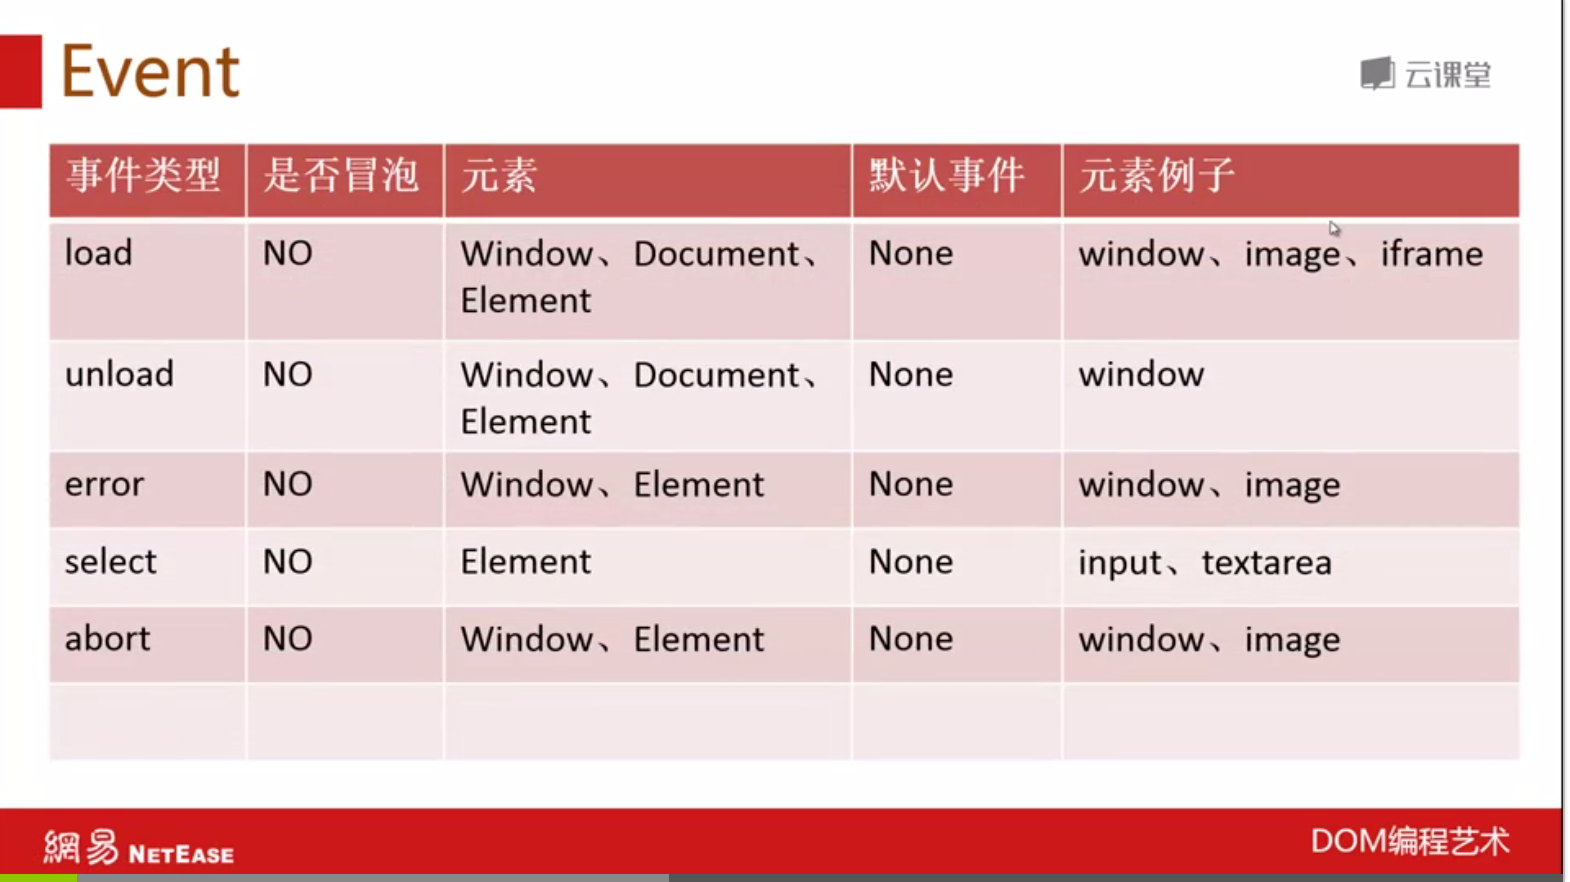 Event
云课堂
事件类型 是否冒泡 元素 默认事件 元素例子
load NO Window、Document、 None window、image、iframe
Element
unload NO Window、Document、 None window
Element
error NO Window、Element None window、image
select NO Element None input、textarea
abort NO Window、Element None window、image
網易 NETEASE
DOM编程艺术